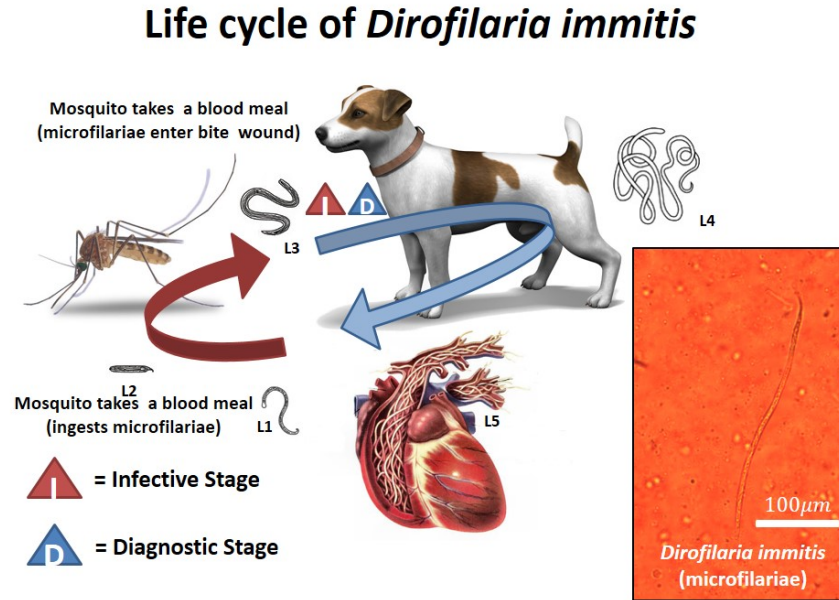 Life cycle of Dirofilaria immitis
Mosquito takes a blood meal
(microfilariae enter bite wound)
L3
I
D
L4
L2
Mosquito takes a blood meal
(ingests microfilariae)
L1
L5
I
= Infective Stage
D
= Diagnostic Stage
100μm
Dirofilaria immitis
(microfilariae)